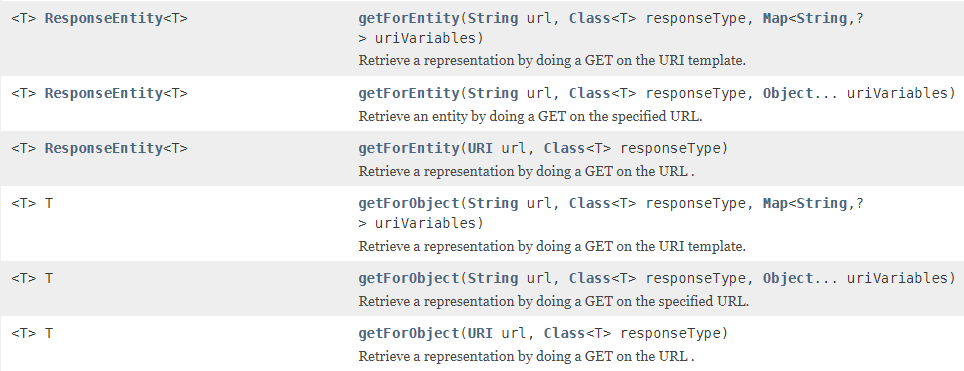 <T> ResponseEntity<T> getForEntity(String url, Class<T> responseType, Map<String,?
> uriVariables)
Retrieve a representation by doing a GET on the URI template.
<T> ResponseEntity<T> getForEntity(String url, Class<T> responseType, Object... uriVariables)
Retrieve an entity by doing a GET on the specified URL.
<T> ResponseEntity<T> getForEntity(URI url, Class<T> responseType)
Retrieve a representation by doing a GET on the URL .
<T> T getForObject(String url, Class<T> responseType, Map<String,?
> uriVariables)
Retrieve a representation by doing a GET on the URI template.
<T> T getForObject(String url, Class<T> responseType, Object... uriVariables)
Retrieve a representation by doing a GET on the specified URL.
<T> T getForObject(URI url, Class<T> responseType)
Retrieve a representation by doing a GET on the URL .